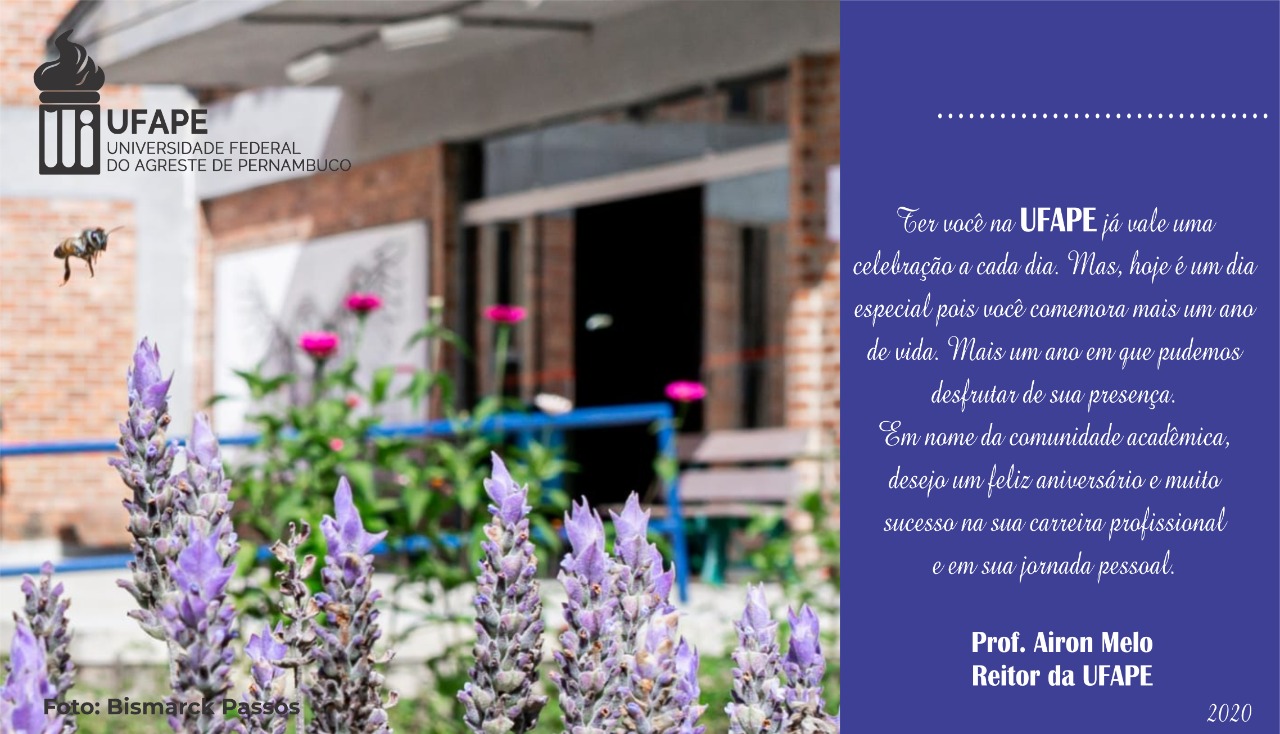 UFAPE
UNIVERSIDADE FEDERAL
DO AGRESTE DE PERNAMBUCO
Foto: Bismarck Passos
Ter você na UFAPE já vale uma
celebração a cada dia. Mas, hoje é um dia
especial pois você comemora mais um ano
de vida. Mais um ano em que pudemos
desfrutar de sua presença.
Em nome da comunidade acadêmica,
desejo um feliz aniversário e muito
sucesso na sua carreira profissional
e em sua jornada pessoal.
Prof. Airon Melo
Reitor da UFAPE
2020